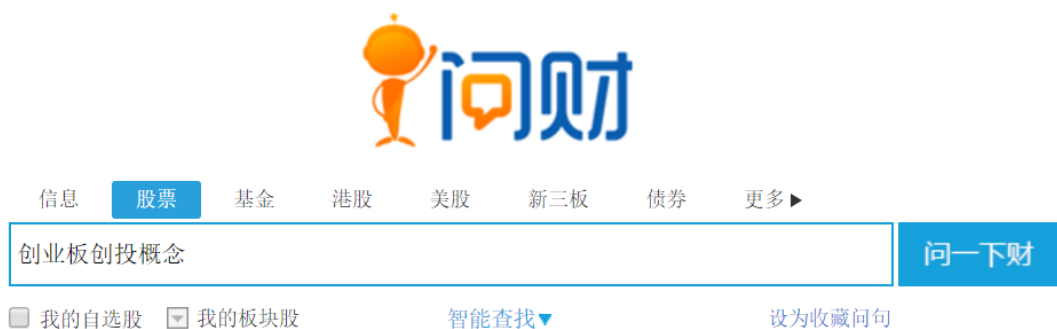 问财
信息 股票 基金 港股 美股 新三板 债券 更多▶
创业板创投概念 问一下财
我的自选股 我的板块股 智能查找▼ 设为收藏问句